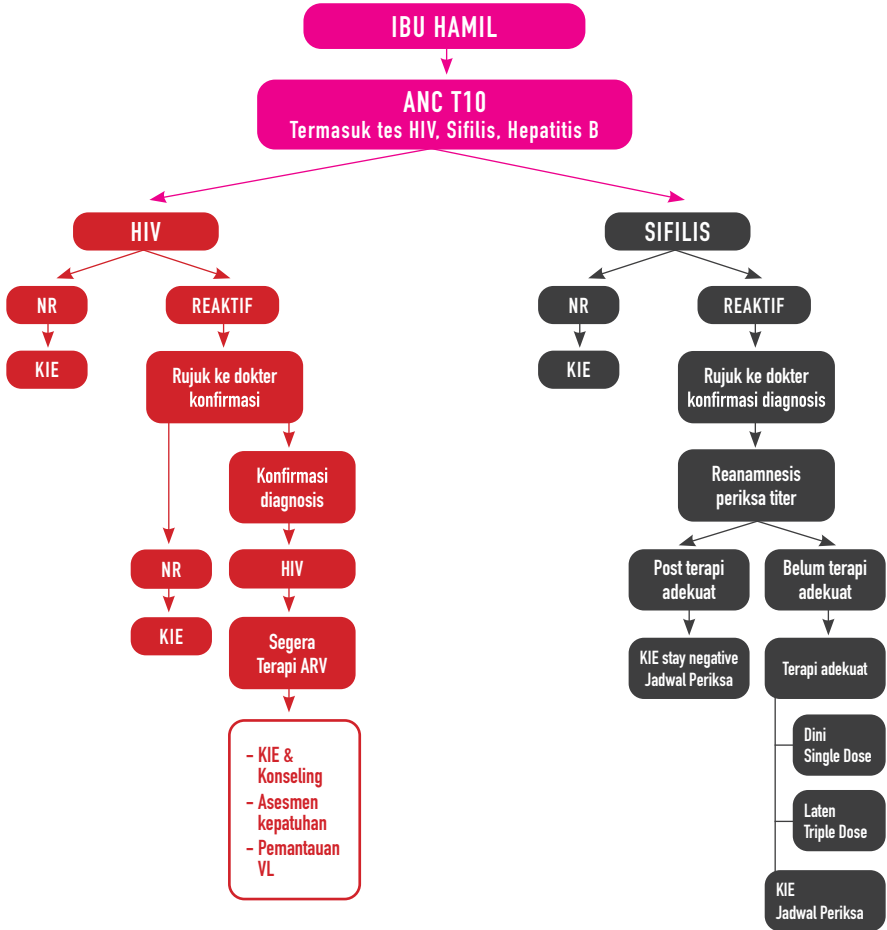 IBU HAMIL
ANC T10
Termasuk tes HIV, Sifilis, Hepatitis B
HIV
NR
REAKTIF
KIE
Rujuk ke dokter
konfirmasi
Konfirmasi
diagnosis
NR
HIV
KIE
Segera
Terapi ARV
- KIE &
Konseling
- Asesmen
kepatuhan
- Pemantauan
VL
SIFILIS
NR
REAKTIF
KIE
Rujuk ke dokter
konfirmasi diagnosis
Reanamnesis
periksa titer
Post terapi
adekuat
Belum terapi
adekuat
KIE stay negative
Jadwal Periksa
Terapi adekuat
Dini
Single Dose
Laten
Triple Dose
KIE
Jadwal Periksa